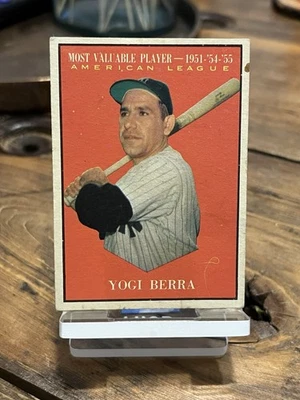 MOST VALUABLE PLAYER—1951-'54-'55
AMERICAN LEAGUE
YOGI BERRA